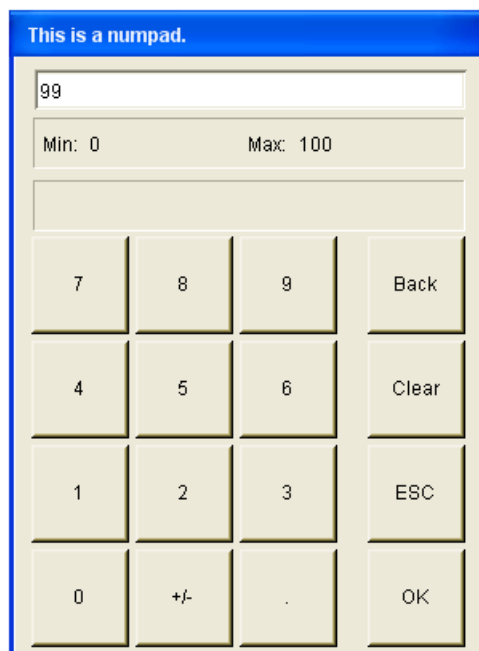 This is a numpad.
99
Min: 0 Max: 100
7 8 9 Back
4 5 6 Clear
1 2 3 ESC
0 +/- . OK